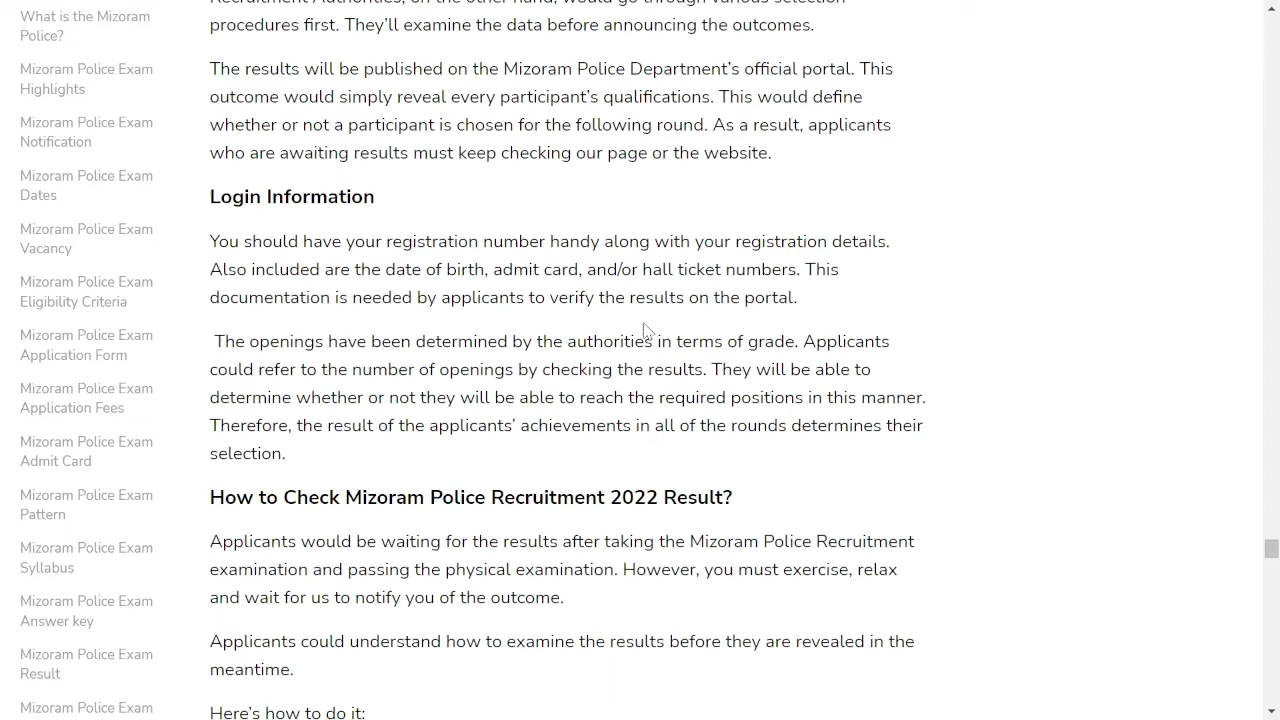 What is the Mizoram
Police?
Mizoram Police Exam
Highlights
Mizoram Police Exam
Notification
Mizoram Police Exam
Dates
Mizoram Police Exam
Vacancy
Mizoram Police Exam
Eligibility Criteria
Mizoram Police Exam
Application Form
Mizoram Police Exam
Application Fees
Mizoram Police Exam
Admit Card
Mizoram Police Exam
Pattern
Mizoram Police Exam
Syllabus
Mizoram Police Exam
Answer key
Mizoram Police Exam
Result
Mizoram Police Exam
Recruitment Authorities, on the other hand, would go through various selection
procedures first. They’ll examine the data before announcing the outcomes.
The results will be published on the Mizoram Police Department’s official portal. This
outcome would simply reveal every participant’s qualifications. This would define
whether or not a participant is chosen for the following round. As a result, applicants
who are awaiting results must keep checking our page or the website.
Login Information
You should have your registration number handy along with your registration details.
Also included are the date of birth, admit card, and/or hall ticket numbers. This
documentation is needed by applicants to verify the results on the portal.
The openings have been determined by the authorities in terms of grade. Applicants
could refer to the number of openings by checking the results. They will be able to
determine whether or not they will be able to reach the required positions in this manner.
Therefore, the result of the applicants’ achievements in all of the rounds determines their
selection.
How to Check Mizoram Police Recruitment 2022 Result?
Applicants would be waiting for the results after taking the Mizoram Police Recruitment
examination and passing the physical examination. However, you must exercise, relax
and wait for us to notify you of the outcome.
Applicants could understand how to examine the results before they are revealed in the
meantime.
Here’s how to do it: